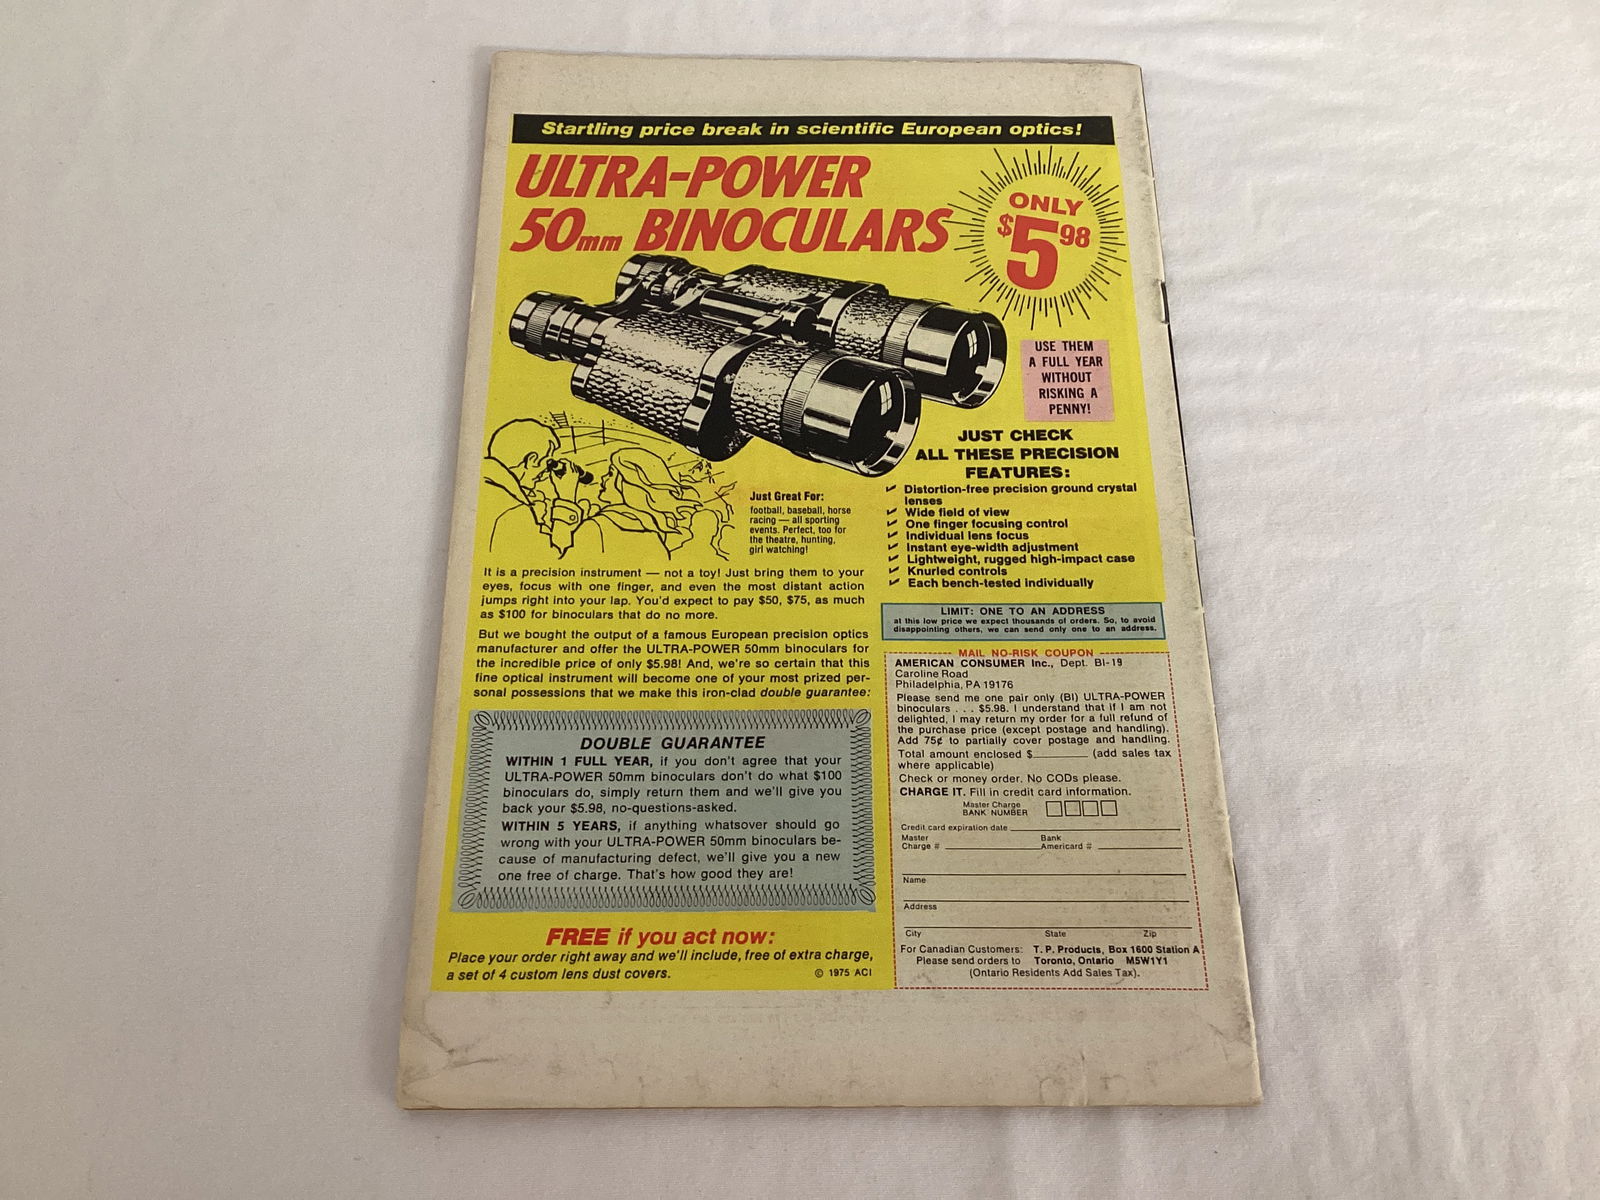 Startling price break in scientific European optics!
ULTRA-POWER
50mm BINOCULARS
ONLY
$5 98
USE THEM
A FULL YEAR
WITHOUT
RISKING A
PENNY!
JUST CHECK
ALL THESE PRECISION
FEATURES:
Distortion-free precision ground crystal
lenses
Wide field of view
One finger focusing control
Individual lens focus
Instant eye-width adjustment
Lightweight, rugged high-impact case
Knurled controls
Each bench-tested individually
Just Great For:
football, baseball, horse
racing — all sporting
events. Perfect, too for
the theatre, hunting,
girl watching!
It is a precision instrument — not a toy! Just bring them to your
eyes, focus with one finger, and even the most distant action
jumps right into your lap. You'd expect to pay $50, $75, as much
as $100 for binoculars that do no more.
But we bought the output of a famous European precision optics
manufacturer and offer the ULTRA-POWER 50mm binoculars for
the incredible price of only $5.98! And, we're so certain that this
fine optical instrument will become one of your most prized per-
sonal possessions that we make this iron-clad double guarantee:
DOUBLE GUARANTEE
WITHIN 1 FULL YEAR, if you don't agree that your
ULTRA-POWER 50mm binoculars don't do what $100
binoculars do, simply return them and we'll give you
back your $5.98, no-questions-asked.
WITHIN 5 YEARS, if anything whatsover should go
wrong with your ULTRA-POWER 50mm binoculars be-
cause of manufacturing defect, we'll give you a new
one free of charge. That's how good they are!
FREE if you act now:
Place your order right away and we'll include, free of extra charge,
a set of 4 custom lens dust covers.
© 1975 ACI
LIMIT: ONE TO AN ADDRESS
at this low price we expect thousands of orders. So, to avoid
disappointing others, we can send only one to an address.
MAIL NO-RISK COUPON
AMERICAN CONSUMER Inc., Dept. BI-19
Caroline Road
Philadelphia, PA 19176
Please send me one pair only (BI) ULTRA-POWER
binoculars . . . $5.98. I understand that if I am not
delighted, I may return my order for a full refund of
the purchase price (except postage and handling).
Add 75¢ to partially cover postage and handling.
Total amount enclosed $________ (add sales tax
where applicable)
Check or money order. No CODs please.
CHARGE IT. Fill in credit card information.
Master Charge
BANK NUMBER
Credit card expiration date
Master Bank
Charge # Americard #
Name
Address
City State Zip
For Canadian Customers: T. P. Products, Box 1600 Station A
Please send orders to Toronto, Ontario M5W1Y1
(Ontario Residents Add Sales Tax).